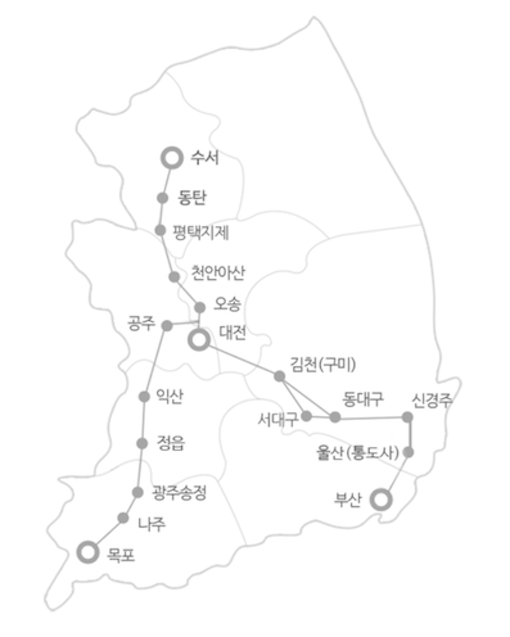 수서
동탄
평택지제
천안아산
오송
공주
대전
김천(구미)
익산
서대구
동대구
신경주
정읍
울산(통도사)
광주송정
부산
나주
목포